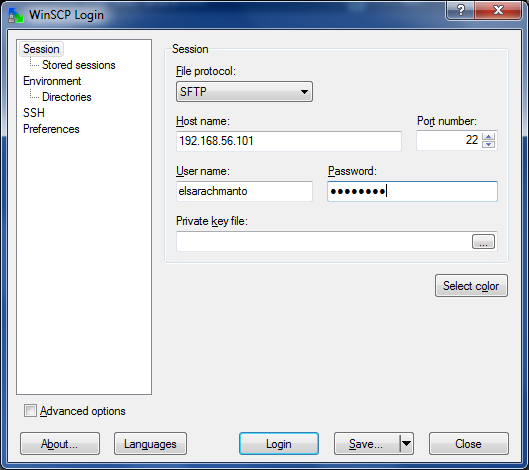 WinSCP Login
Session
Stored sessions
Environment
Directories
SSH
Preferences
Session
File protocol:
SFTP
Host name:
Port number:
192.168.56.101
22
User name:
Password:
elsarachmanto
●●●●●●●●
Private key file:
...
Select color
Advanced options
About...
Languages
Login
Save...
Close